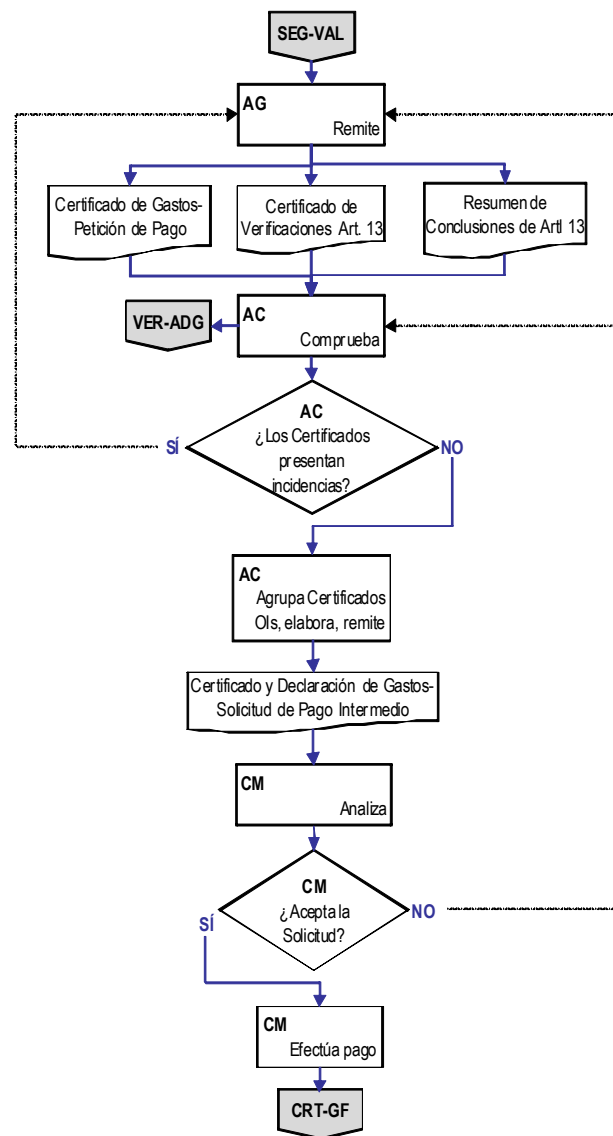 SEG-VAL
AG
Remite
Certificado de Gastos-
Petición de Pago
Certificado de
Verificaciones Art. 13
Resumen de
Conclusiones de Artl 13
VER-ADG
AC
Comprueba
AC
¿Los Certificados
presentan
incidencias?
SÍ
NO
AC
Agrupa Certificados
OIs, elabora, remite
Certificado y Declaración de Gastos-
Solicitud de Pago Intermedio
CM
Analiza
CM
¿Acepta la
Solicitud?
SÍ
NO
CM
Efectúa pago
CRT-GF